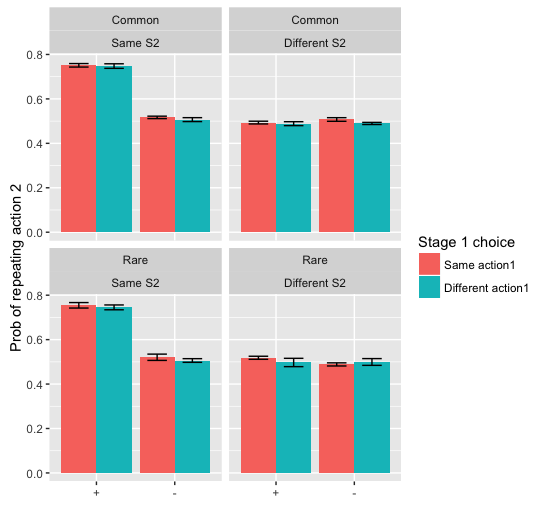 Common
Common
Same S2
Different S2
0.8
0.6
0.4
0.2
0.0
Rare
Rare
Same S2
Different S2
0.8
0.6
0.4
0.2
0.0
+
-
+
-
Prob of repeating action 2
Stage 1 choice
Same action1
Different action1